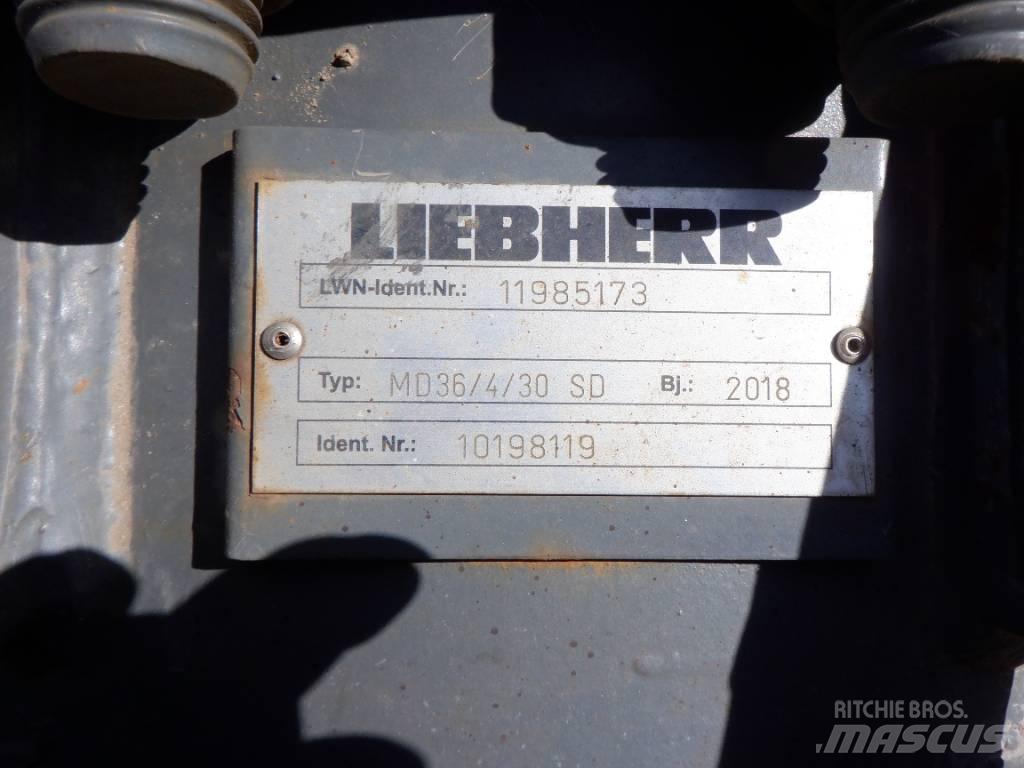 LIEBHERR
LWN-Ident.Nr.: 11985173
Typ: MD36/4/30 SD Bj.: 2018
Ident. Nr.: 10198119
RITCHIE BROS.
MASCUS